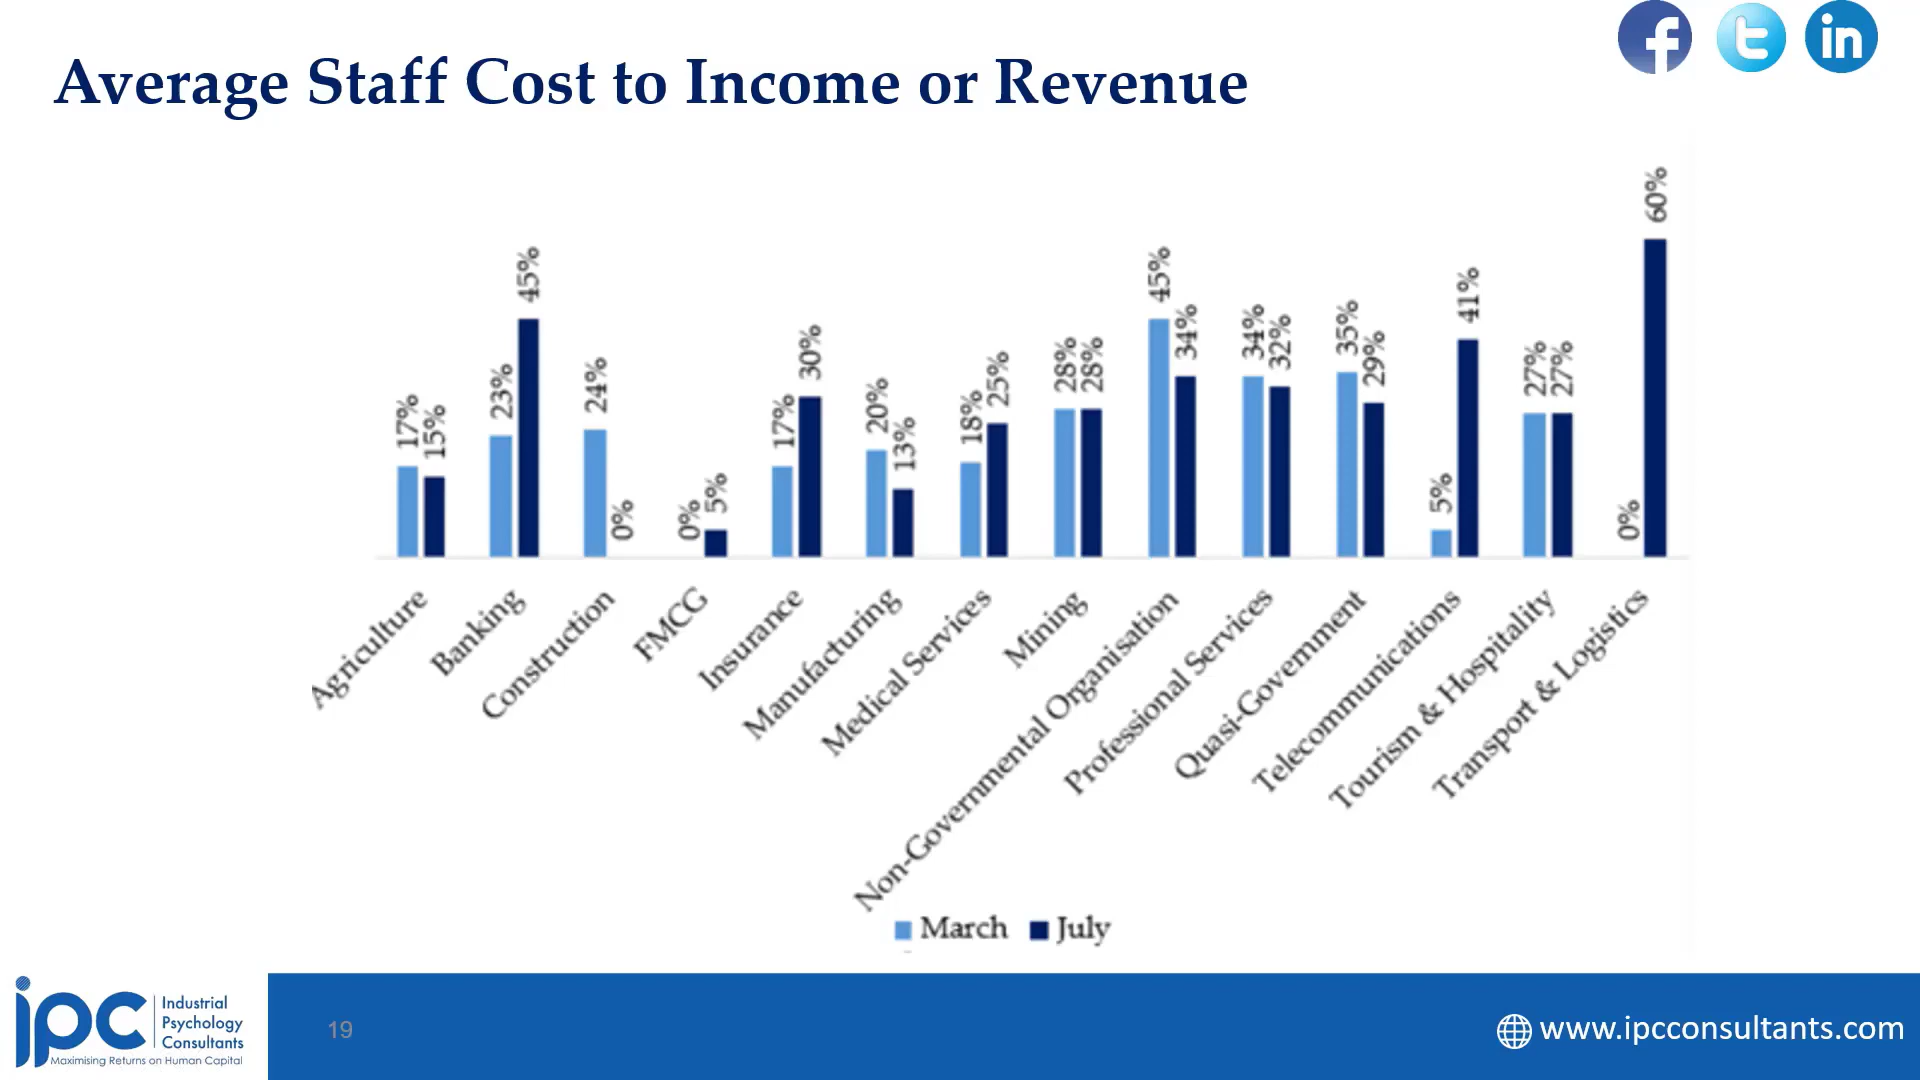 Average Staff Cost to Income or Revenue
17%
15%
23%
45%
24%
0%
0%
5%
17%
30%
20%
13%
18%
25%
28%
28%
45%
34%
34%
32%
35%
29%
5%
41%
27%
27%
0%
60%
Agriculture
Banking
Construction
FMCG
Insurance
Manufacturing
Medical Services
Mining
Non-Governmental Organisation
Professional Services
Quasi-Government
Telecommunications
Tourism & Hospitality
Transport & Logistics
March
July
ipc
Industrial
Psychology
Consultants
Maximising Returns on Human Capital
19
www.ipcconsultants.com